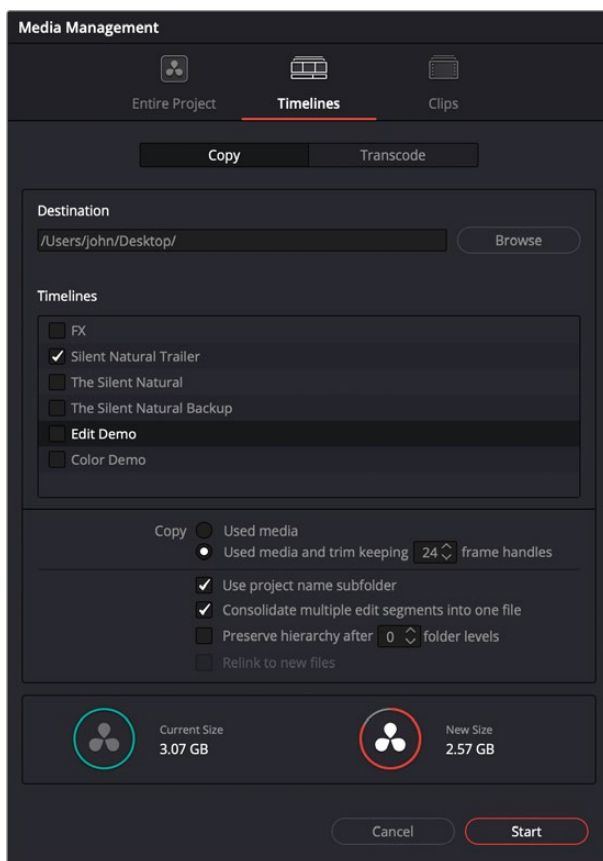 Media Management
Entire Project
Timelines
Clips
Copy
Transcode
Destination
/Users/john/Desktop/
Browse
Timelines
FX
Silent Natural Trailer
The Silent Natural
The Silent Natural Backup
Edit Demo
Color Demo
Copy Used media
Used media and trim keeping 24 frame handles
Use project name subfolder
Consolidate multiple edit segments into one file
Preserve hierarchy after 0 folder levels
Relink to new files
Current Size
3.07 GB
New Size
2.57 GB
Cancel
Start